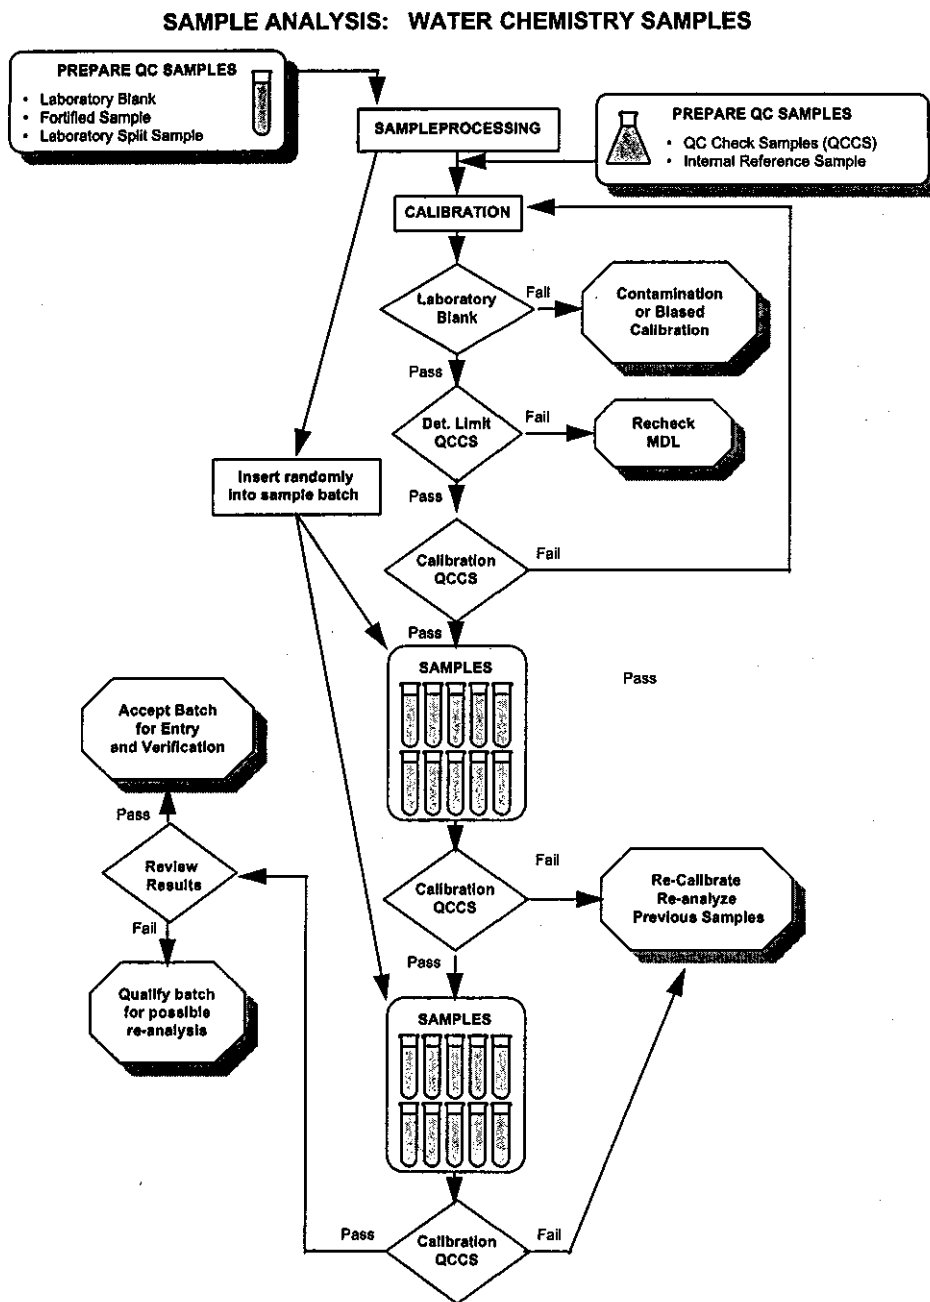 SAMPLE ANALYSIS: WATER CHEMISTRY SAMPLES
PREPARE QC SAMPLES
• Laboratory Blank
• Fortified Sample
• Laboratory Split Sample
SAMPLEPROCESSING
PREPARE QC SAMPLES
• QC Check Samples (QCCS)
• Internal Reference Sample
CALIBRATION
Laboratory
Blank
Fail
Contamination
or Biased
Calibration
Pass
Det. Limit
QCCS
Fail
Recheck
MDL
Insert randomly
into sample batch
Pass
Calibration
QCCS
Fail
Pass
SAMPLES
Pass
Accept Batch
for Entry
and Verification
Pass
Review
Results
Fail
Calibration
QCCS
Fail
Re-Calibrate
Re-analyze
Previous Samples
Pass
Qualify batch
for possible
re-analysis
SAMPLES
Pass
Calibration
QCCS
Fail